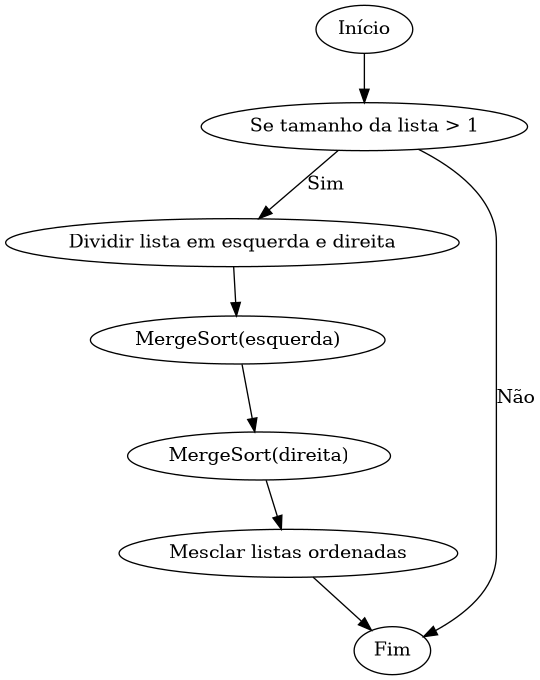 Início
Se tamanho da lista > 1
Sim
Dividir lista em esquerda e direita
MergeSort(esquerda)
Não
MergeSort(direita)
Mesclar listas ordenadas
Fim